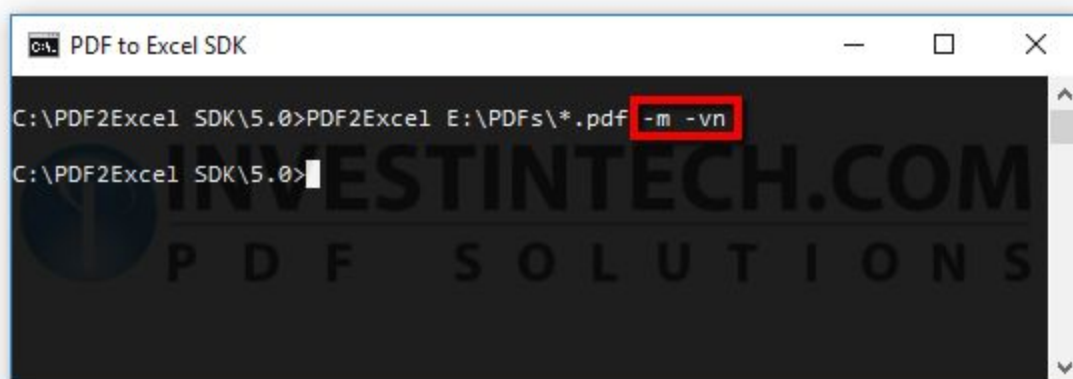 PDF to Excel SDK
C:\PDF2Excel SDK\5.0>PDF2Excel E:\PDFs\*.pdf -m -vn
C:\PDF2Excel SDK\5.0>
INVESTINTECH.COM
PDF SOLUTIONS